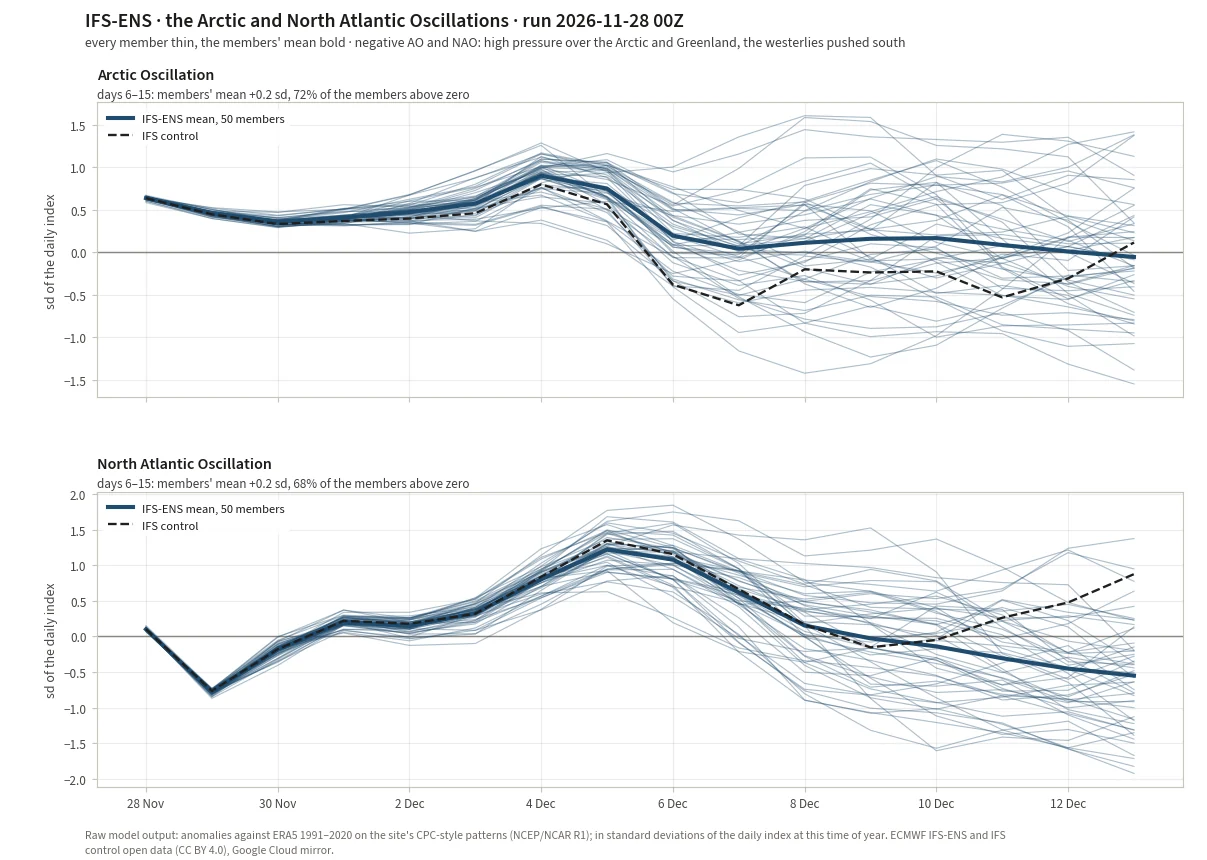 IFS-ENS · the Arctic and North Atlantic Oscillations · run 2026-11-28 00Z
every member thin, the members' mean bold · negative AO and NAO: high pressure over the Arctic and Greenland, the westerlies pushed south
Arctic Oscillation
days 6–15: members' mean +0.2 sd, 72% of the members above zero
IFS-ENS mean, 50 members
IFS control
sd of the daily index
1.5
1.0
0.5
0.0
−0.5
−1.0
−1.5
North Atlantic Oscillation
days 6–15: members' mean +0.2 sd, 68% of the members above zero
IFS-ENS mean, 50 members
IFS control
sd of the daily index
2.0
1.5
1.0
0.5
0.0
−0.5
−1.0
−1.5
−2.0
28 Nov 30 Nov 2 Dec 4 Dec 6 Dec 8 Dec 10 Dec 12 Dec
Raw model output: anomalies against ERA5 1991–2020 on the site's CPC-style patterns (NCEP/NCAR R1); in standard deviations of the daily index at this time of year. ECMWF IFS-ENS and IFS
control open data (CC BY 4.0), Google Cloud mirror.